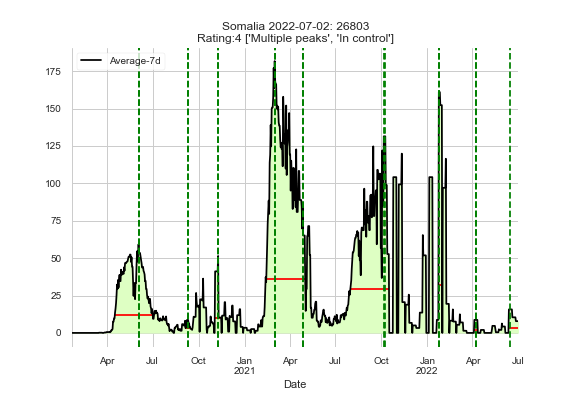 Somalia 2022-07-02: 26803
Rating:4 ['Multiple peaks', 'In control']
Average-7d
175
150
125
100
75
50
25
0
Apr Jul Oct Jan Apr Jul Oct Jan Apr Jul
2021 2022
Date